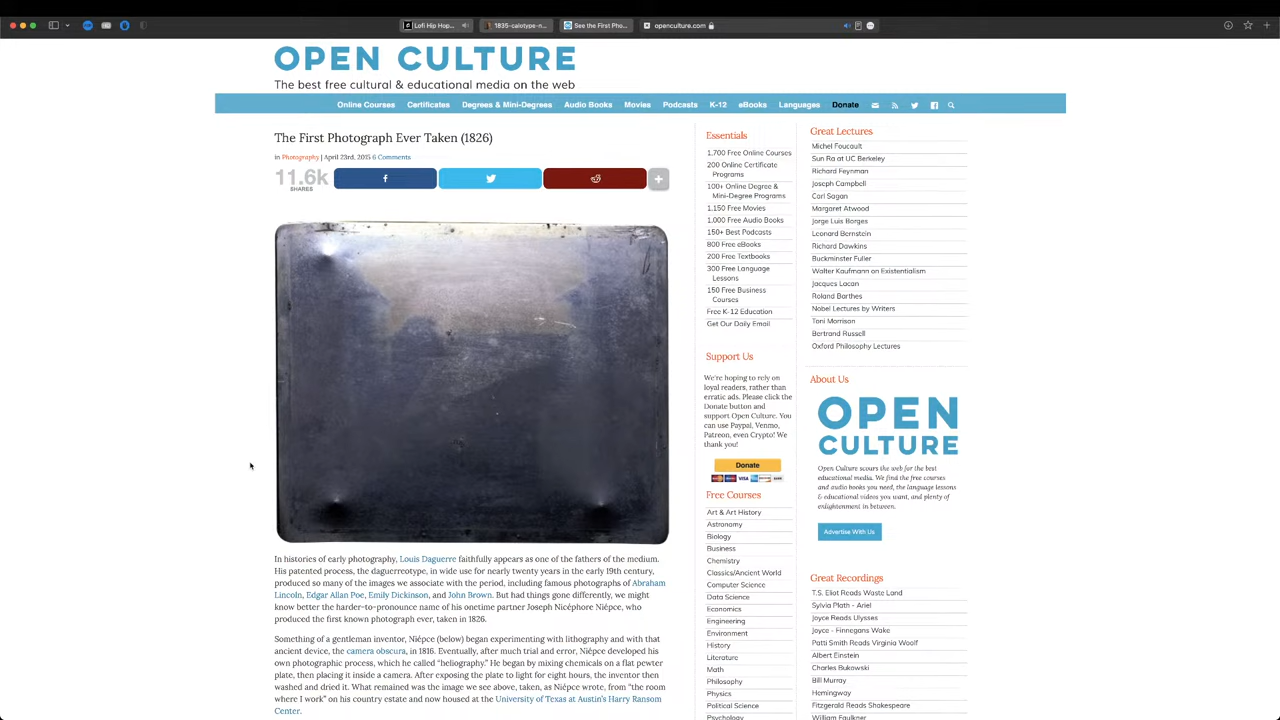 Lofi Hip Hop...
1835-calotype-n...
See the First Pho...
openculture.com
OPEN CULTURE
The best free cultural & educational media on the web
Online Courses Certificates Degrees & Mini-Degrees Audio Books Movies Podcasts K-12 eBooks Languages Donate
The First Photograph Ever Taken (1826)
in Photography | April 23rd, 2015 6 Comments
11.6k
SHARES
In histories of early photography, Louis Daguerre faithfully appears as one of the fathers of the medium.
His patented process, the daguerreotype, in wide use for nearly twenty years in the early 19th century,
produced so many of the images we associate with the period, including famous photographs of Abraham
Lincoln, Edgar Allan Poe, Emily Dickinson, and John Brown. But had things gone differently, we might
know better the harder-to-pronounce name of his onetime partner Joseph Nicéphore Niépce, who
produced the first known photograph ever, taken in 1826.
Something of a gentleman inventor, Niépce (below) began experimenting with lithography and with that
ancient device, the camera obscura, in 1816. Eventually, after much trial and error, Niépce developed his
own photographic process, which he called "heliography." He began by mixing chemicals on a flat pewter
plate, then placing it inside a camera. After exposing the plate to light for eight hours, the inventor then
washed and dried it. What remained was the image we see above, taken, as Niépce wrote, from "the room
where I work" on his country estate and now housed at the University of Texas at Austin's Harry Ransom
Center.
Essentials
1,700 Free Online Courses
200 Online Certificate
Programs
100+ Online Degree &
Mini-Degree Programs
1,150 Free Movies
1,000 Free Audio Books
150+ Best Podcasts
800 Free eBooks
200 Free Textbooks
300 Free Language
Lessons
150 Free Business
Courses
Free K-12 Education
Get Our Daily Email
Support Us
We're hoping to rely on
loyal readers, rather than
erratic ads. Please click the
Donate button and
support Open Culture. You
can use Paypal, Venmo,
Patreon, even Crypto! We
thank you!
Donate
VISA
Free Courses
Art & Art History
Astronomy
Biology
Business
Chemistry
Classics/Ancient World
Computer Science
Data Science
Economics
Engineering
Environment
History
Literature
Math
Philosophy
Physics
Political Science
Psychology
Great Lectures
Michel Foucault
Sun Ra at UC Berkeley
Richard Feynman
Joseph Campbell
Carl Sagan
Margaret Atwood
Jorge Luis Borges
Leonard Bernstein
Richard Dawkins
Buckminster Fuller
Walter Kaufmann on Existentialism
Jacques Lacan
Roland Barthes
Nobel Lectures by Writers
Toni Morrison
Bertrand Russell
Oxford Philosophy Lectures
About Us
OPEN
CULTURE
Open Culture scours the web for the best
educational media. We find the free courses
and audio books you need, the language lessons
& educational videos you want, and plenty of
enlightenment in between.
Advertise With Us
Great Recordings
T.S. Eliot Reads Waste Land
Sylvia Plath - Ariel
Joyce Reads Ulysses
Joyce - Finnegans Wake
Patti Smith Reads Virginia Woolf
Albert Einstein
Charles Bukowski
Bill Murray
Hemingway
Fitzgerald Reads Shakespeare
William Faulkner